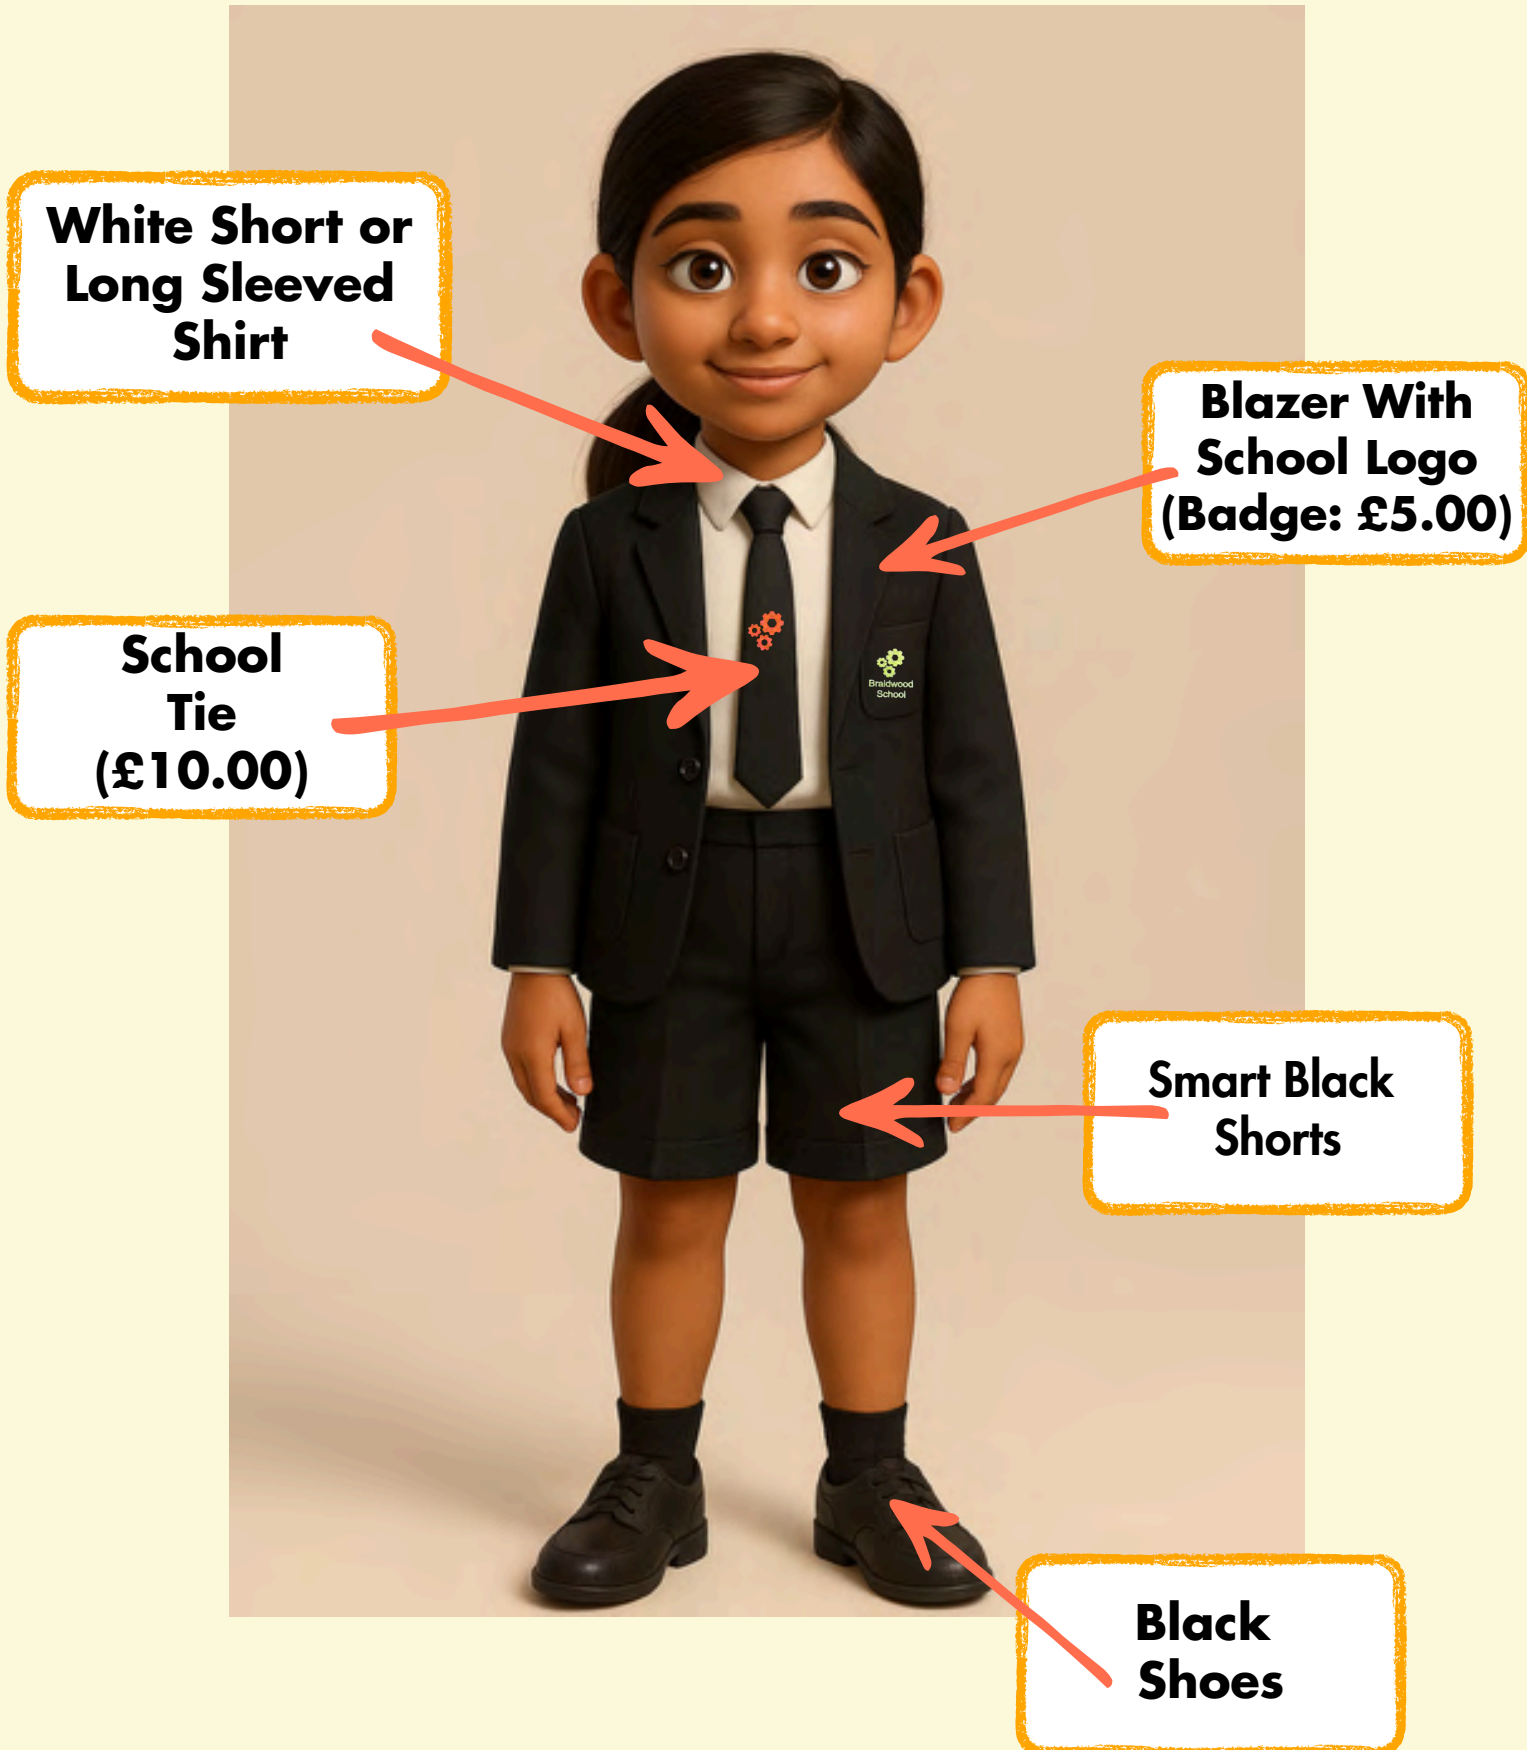 White Short or
Long Sleeved
Shirt
Blazer With
School Logo
(Badge: £5.00)
School
Tie
(£10.00)
Braidwood
School
Smart Black
Shorts
Black
Shoes